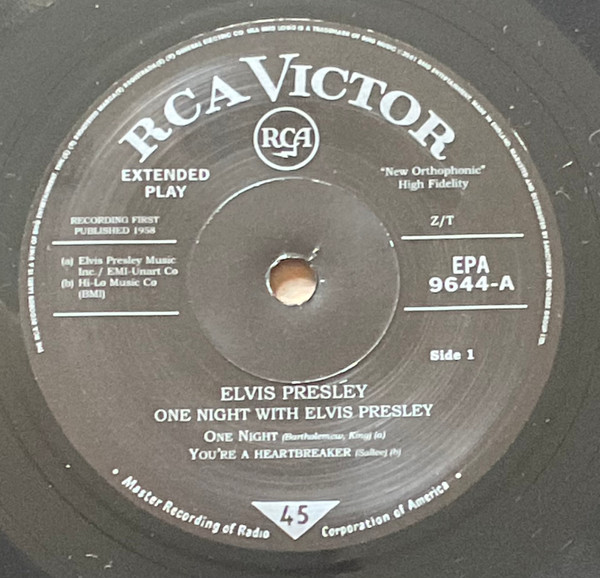 RCA VICTOR
RCA
EXTENDED
PLAY
"New Orthophonic"
High Fidelity
RECORDING FIRST
PUBLISHED 1958
Z/T
(a) Elvis Presley Music
Inc. / EMI-Unart Co
(b) Hi-Lo Music Co
(BMI)
EPA
9644-A
Side 1
ELVIS PRESLEY
ONE NIGHT WITH ELVIS PRESLEY
ONE NIGHT (Bartholemew, King) (a)
YOU'RE A HEARTBREAKER (Sallee) (b)
• Master Recording of Radio Corporation of America •
45